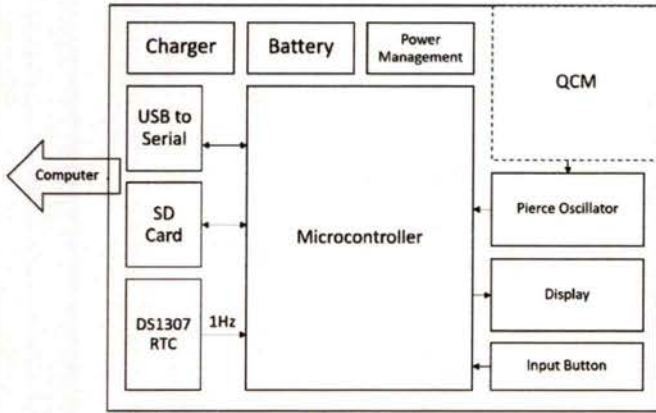 Charger
Battery
Power
Management
QCM
USB to
Serial
Computer
SD
Card
Microcontroller
Pierce Oscillator
Display
DS1307
RTC
1Hz
Input Button